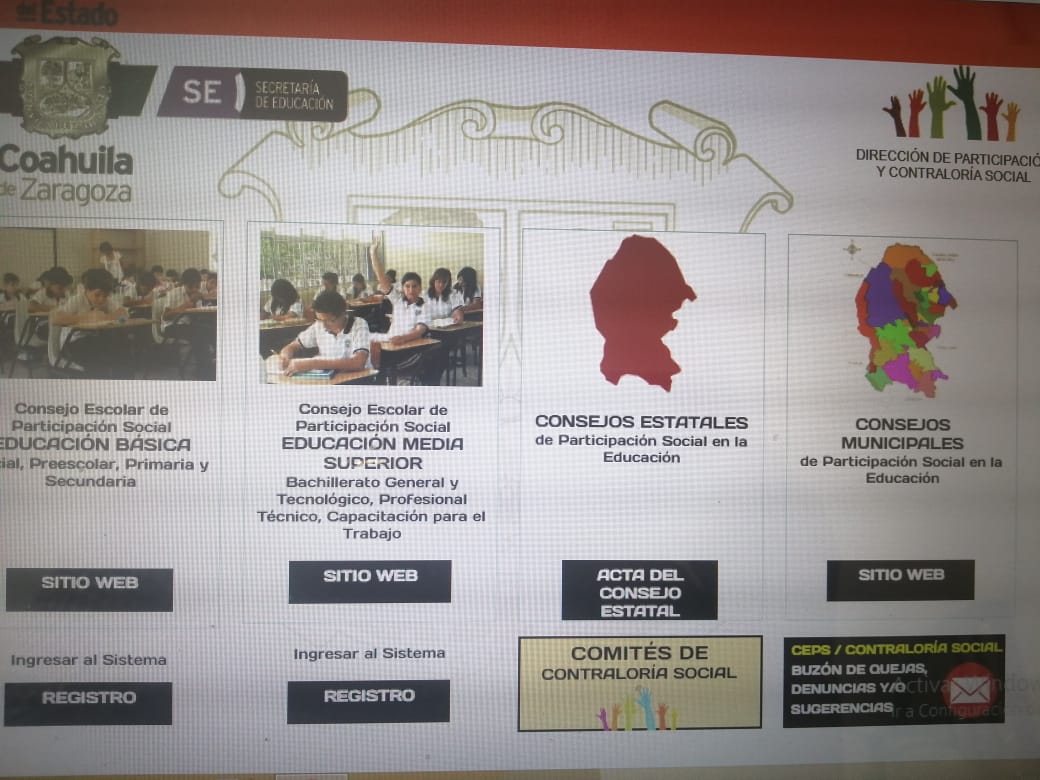 del Estado
SE
SECRETARÍA
DE EDUCACIÓN
Coahuila
de Zaragoza
DIRECCIÓN DE PARTICIPACIÓ
Y CONTRALORÍA SOCIAL
Consejo Escolar de
Participación Social
EDUCACIÓN BÁSICA
ial, Preescolar, Primaria y
Secundaria
SITIO WEB
Ingresar al Sistema
REGISTRO
Consejo Escolar de
Participación Social
EDUCACIÓN MEDIA
SUPERIOR
Bachillerato General y
Tecnológico, Profesional
Técnico, Capacitación para el
Trabajo
SITIO WEB
Ingresar al Sistema
REGISTRO
CONSEJOS ESTATALES
de Participación Social en la
Educación
ACTA DEL
CONSEJO
ESTATAL
COMITÉS DE
CONTRALORÍA SOCIAL
CONSEJOS
MUNICIPALES
de Participación Social en la
Educación
SITIO WEB
CEPS / CONTRALORÍA SOCIAL
BUZÓN DE QUEJAS,
DENUNCIAS Y/O
SUGERENCIAS
Activa Window
Ir a Configuración